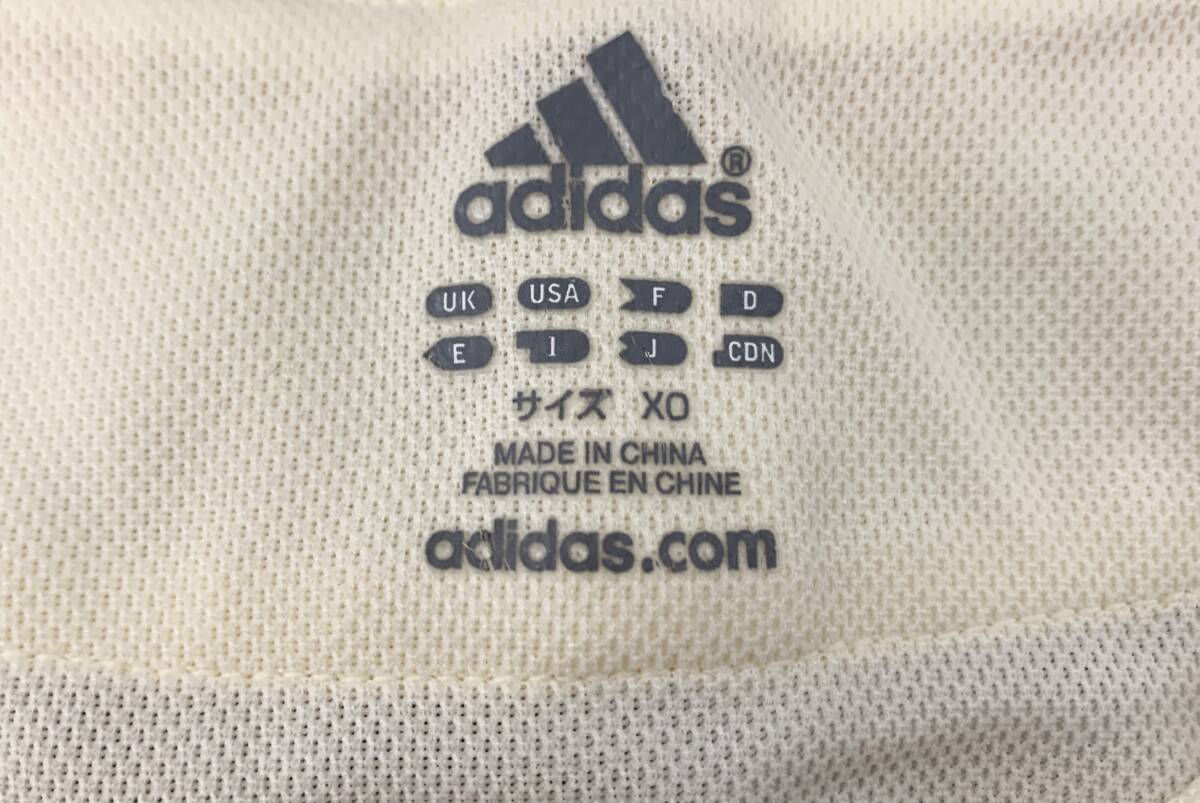 adidas®
UK USA F D
E I J CDN
サイズ XO
MADE IN CHINA
FABRIQUE EN CHINE
adidas.com